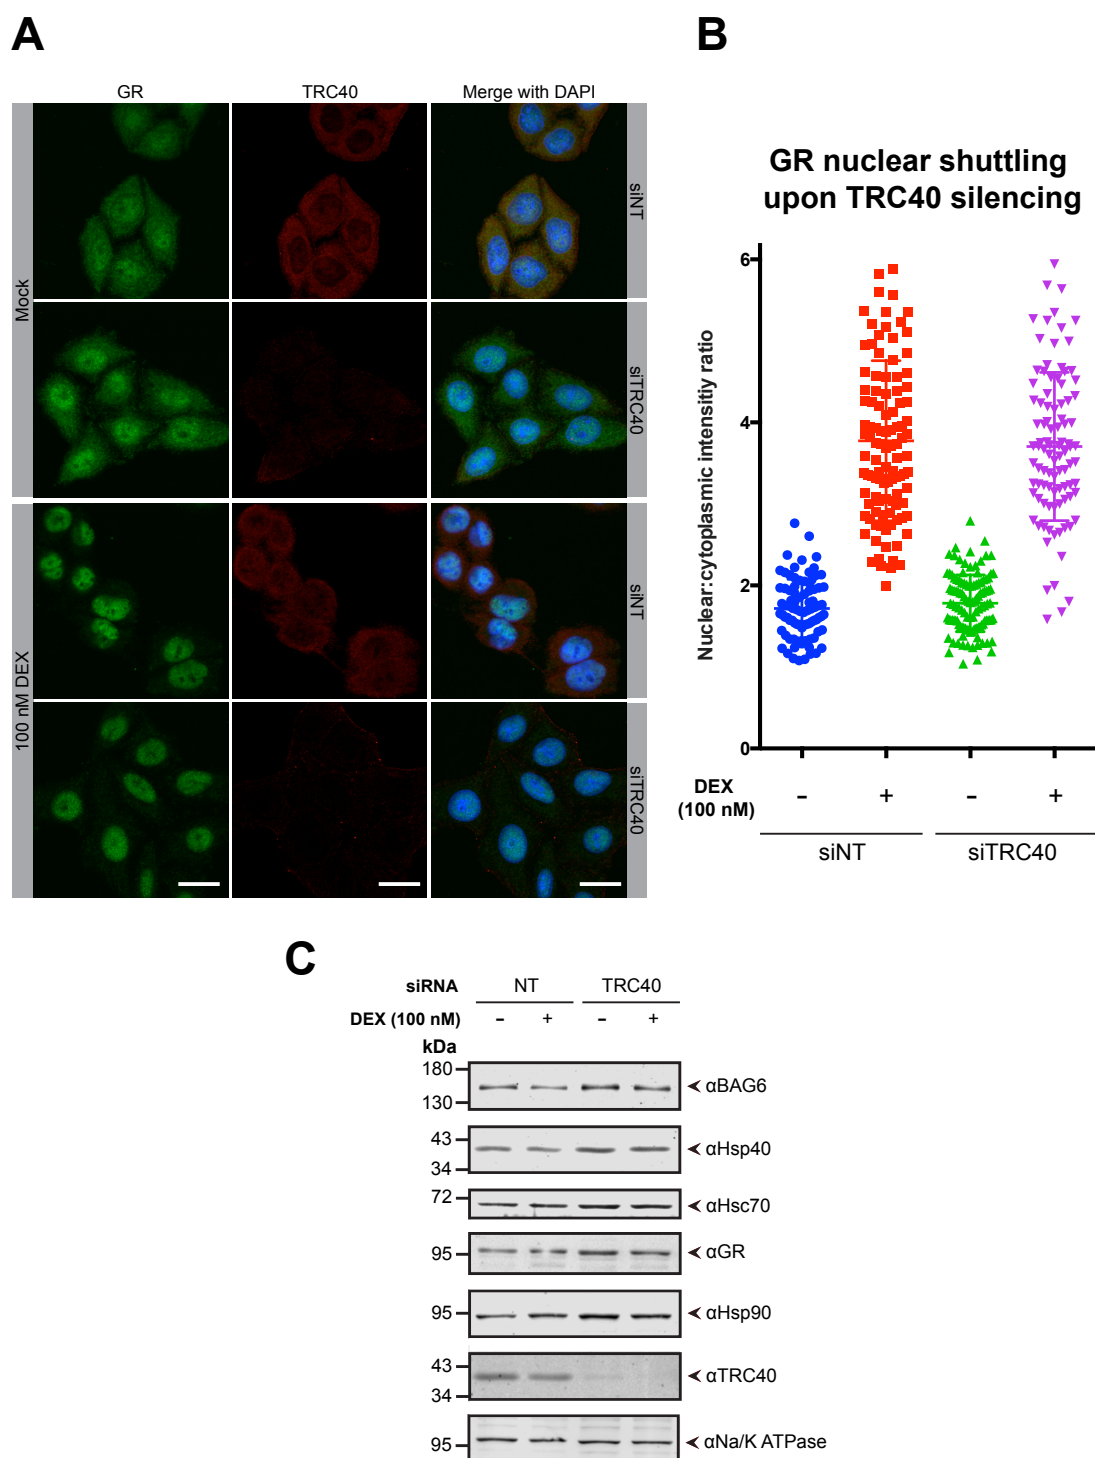 A
GR
TRC40
Merge with DAPI
Mock
siNT
siTRC40
100 nM DEX
siNT
siTRC40
B
GR nuclear shuttling
upon TRC40 silencing
Nuclear:cytoplasmic intensitiy ratio
6
4
2
0
DEX
(100 nM)
- + - +
siNT siTRC40
C
siRNA NT TRC40
DEX (100 nM) - + - +
kDa
180
130
αBAG6
43
34
αHsp40
72
αHsc70
95
αGR
95
αHsp90
43
34
αTRC40
95
αNa/K ATPase